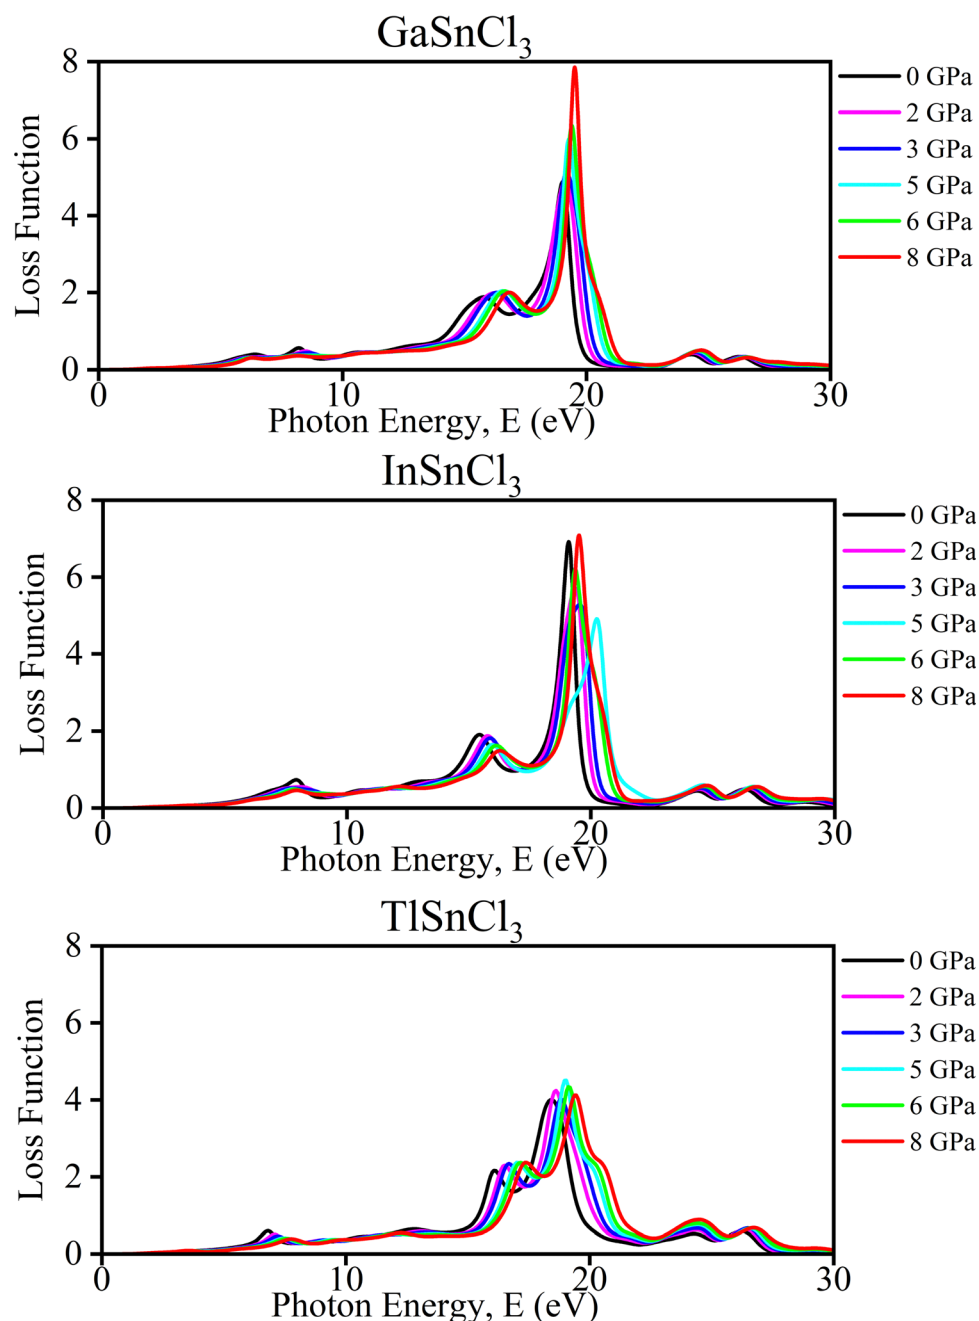 GaSnCl₃
Loss Function
8
6
4
2
0
0 10 20 30
Photon Energy, E (eV)
0 GPa
2 GPa
3 GPa
5 GPa
6 GPa
8 GPa
InSnCl₃
Loss Function
8
6
4
2
0
0 10 20 30
Photon Energy, E (eV)
0 GPa
2 GPa
3 GPa
5 GPa
6 GPa
8 GPa
TlSnCl₃
Loss Function
8
6
4
2
0
0 10 20 30
Photon Energy, E (eV)
0 GPa
2 GPa
3 GPa
5 GPa
6 GPa
8 GPa